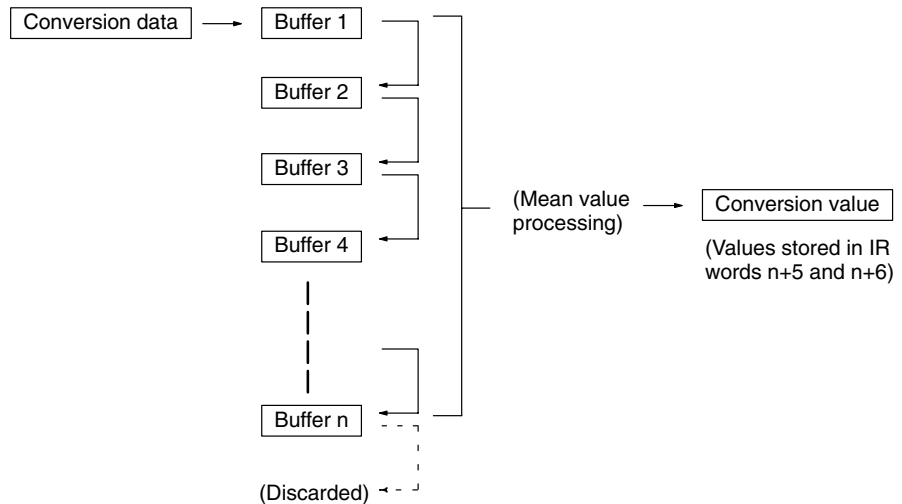 Conversion data
Buffer 1
Buffer 2
Buffer 3
Buffer 4
Buffer n
(Discarded)
(Mean value
processing)
Conversion value
(Values stored in IR
words n+5 and n+6)